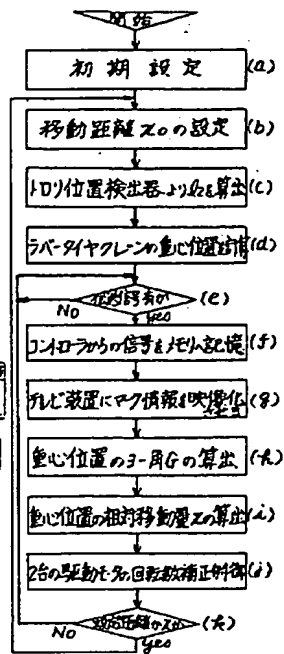 開始
初期設定 (a)
移動距離Xoの設定 (b)
トロリ位置検出器よりl2を算出 (c)
ラバータイヤクレーンの重心位置 (d)
(e)
No
yes
コントローラからの信号をメモリへ記憶 (f)
テレビ装置にマーク情報を映像化 (g)
重心位置のヨー角Gの算出 (h)
重心位置の相対移動量Xの算出 (i)
2台の駆動モータの回転数補正制御 (j)
(k)
No
yes